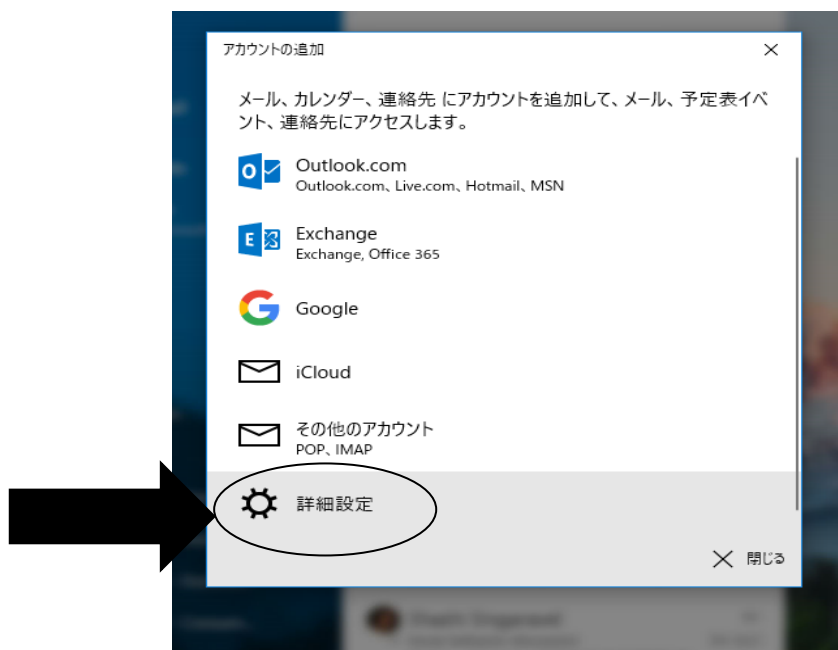 アカウントの追加
メール、カレンダー、連絡先 にアカウントを追加して、メール、予定表イベ
ント、連絡先にアクセスします。
Outlook.com
Outlook.com、Live.com、Hotmail、MSN
Exchange
Exchange, Office 365
Google
iCloud
その他のアカウント
POP、IMAP
詳細設定
閉じる